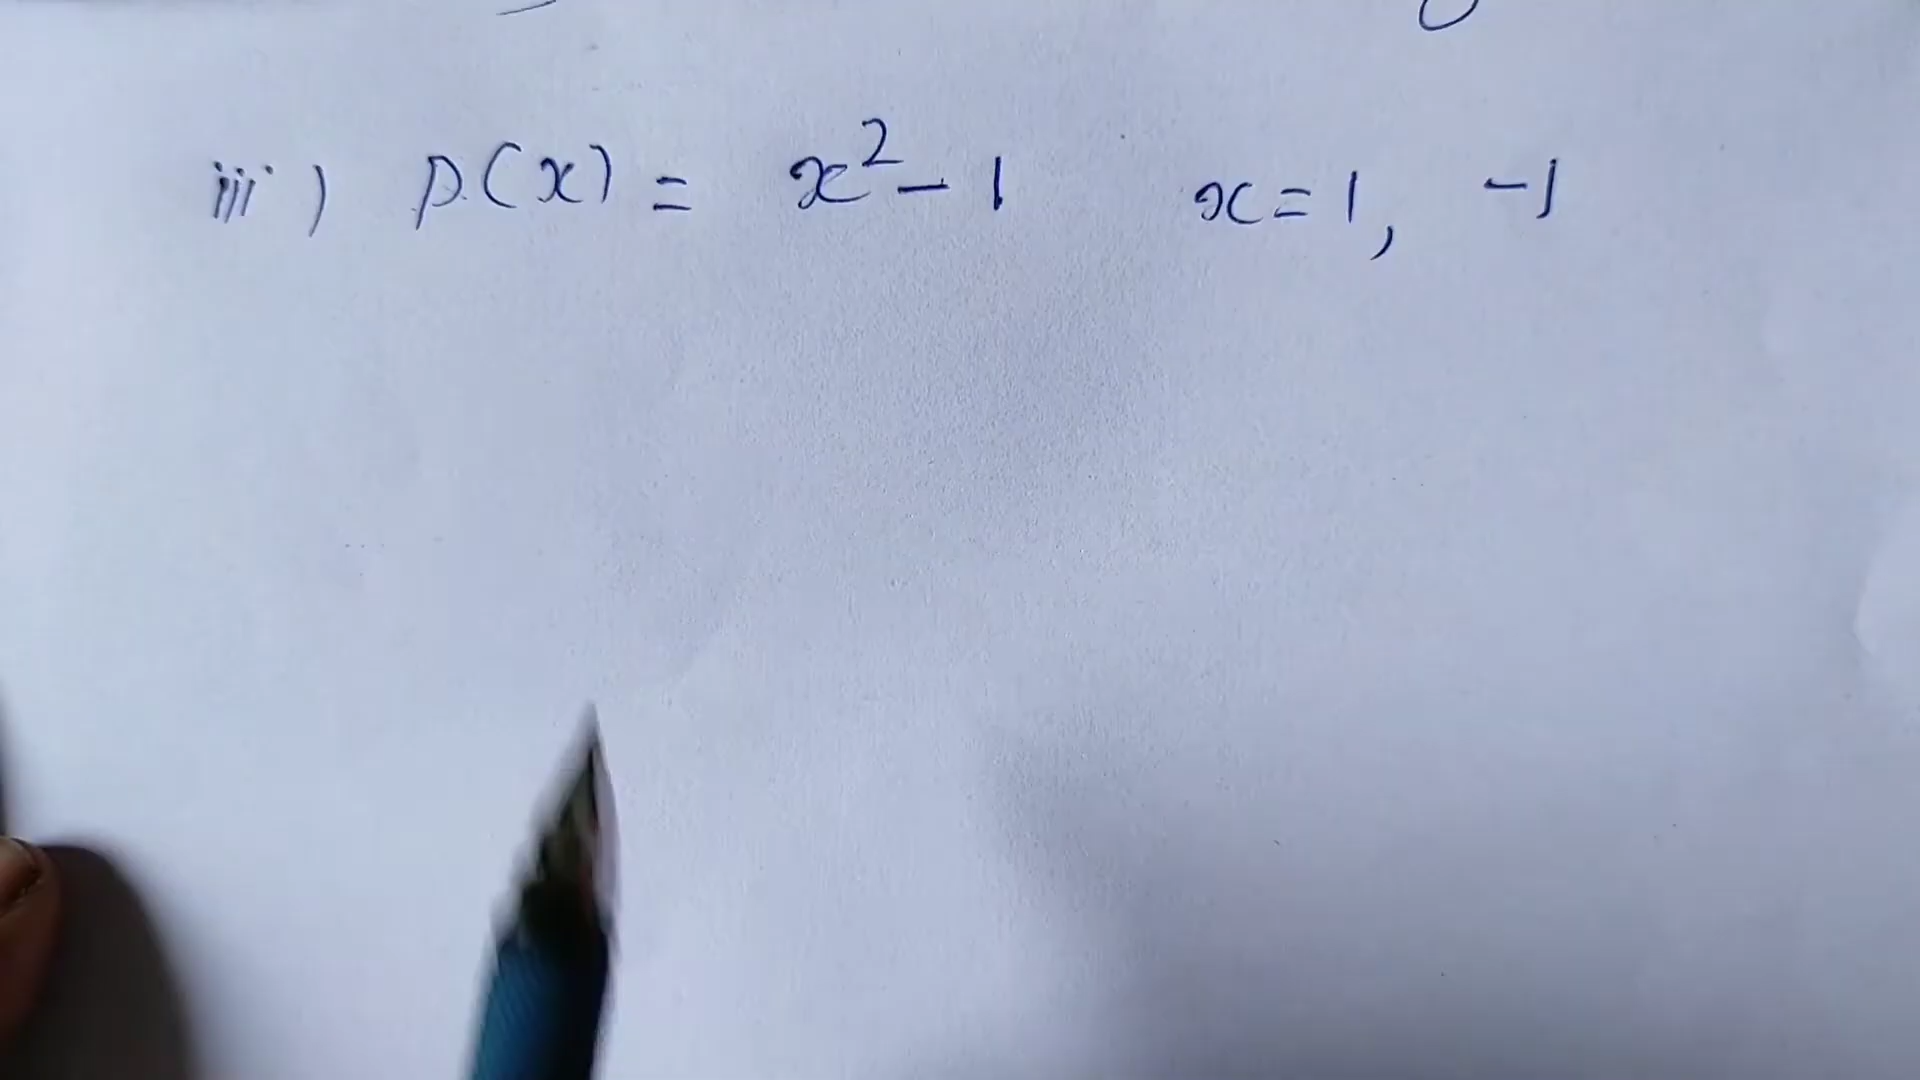 iii) p(x) = x² - 1 x = 1, -1